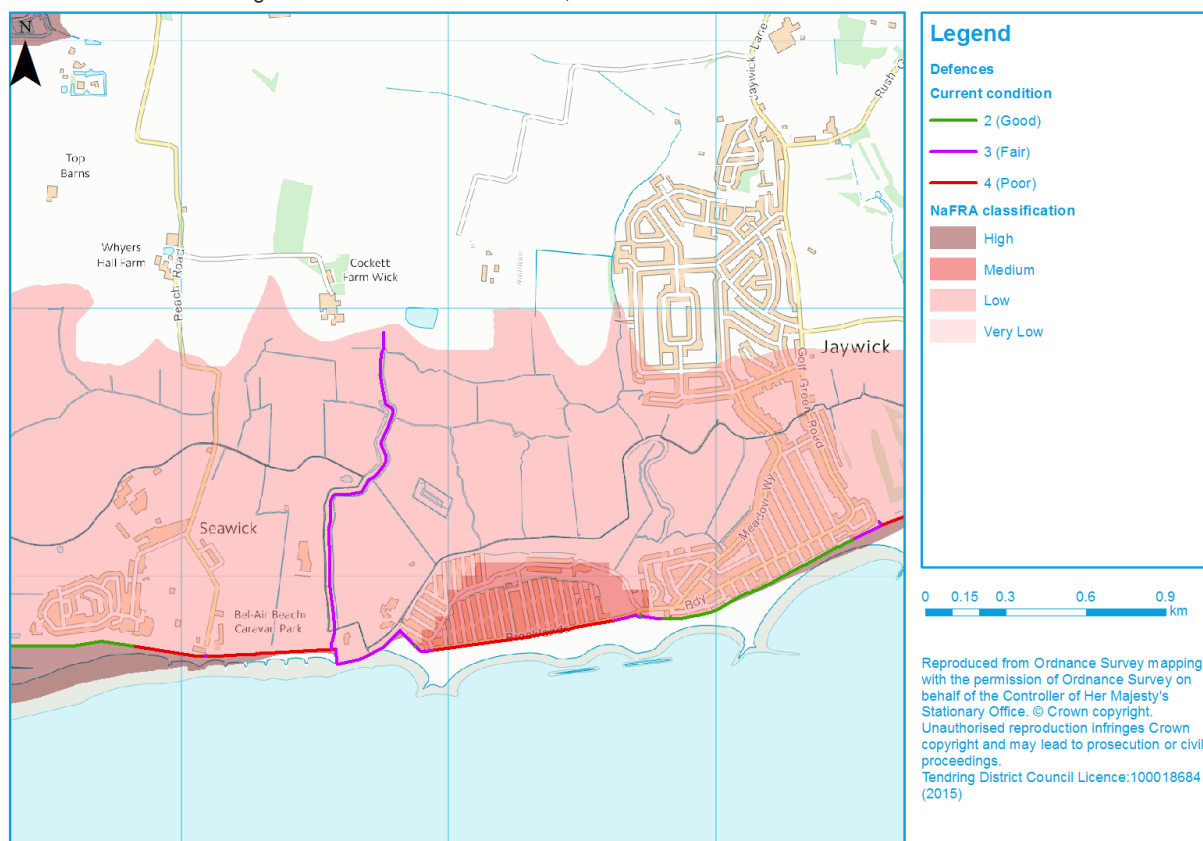 N
Top
Barns
Whyers
Hall Farm
Beach Road
Cockett
Farm Wick
Jaywick Lane
Jaywick
Golf Green Road
Meadow Wy
Seawick
Bel-Air Beach
Caravan Park
Bdy
Brooklands
Legend
Defences
Current condition
2 (Good)
3 (Fair)
4 (Poor)
NaFRA classification
High
Medium
Low
Very Low
0 0.15 0.3 0.6 0.9
km
Reproduced from Ordnance Survey mapping
with the permission of Ordnance Survey on
behalf of the Controller of Her Majesty's
Stationary Office. © Crown copyright.
Unauthorised reproduction infringes Crown
copyright and may lead to prosecution or civil
proceedings.
Tendring District Council Licence:100018684
(2015)